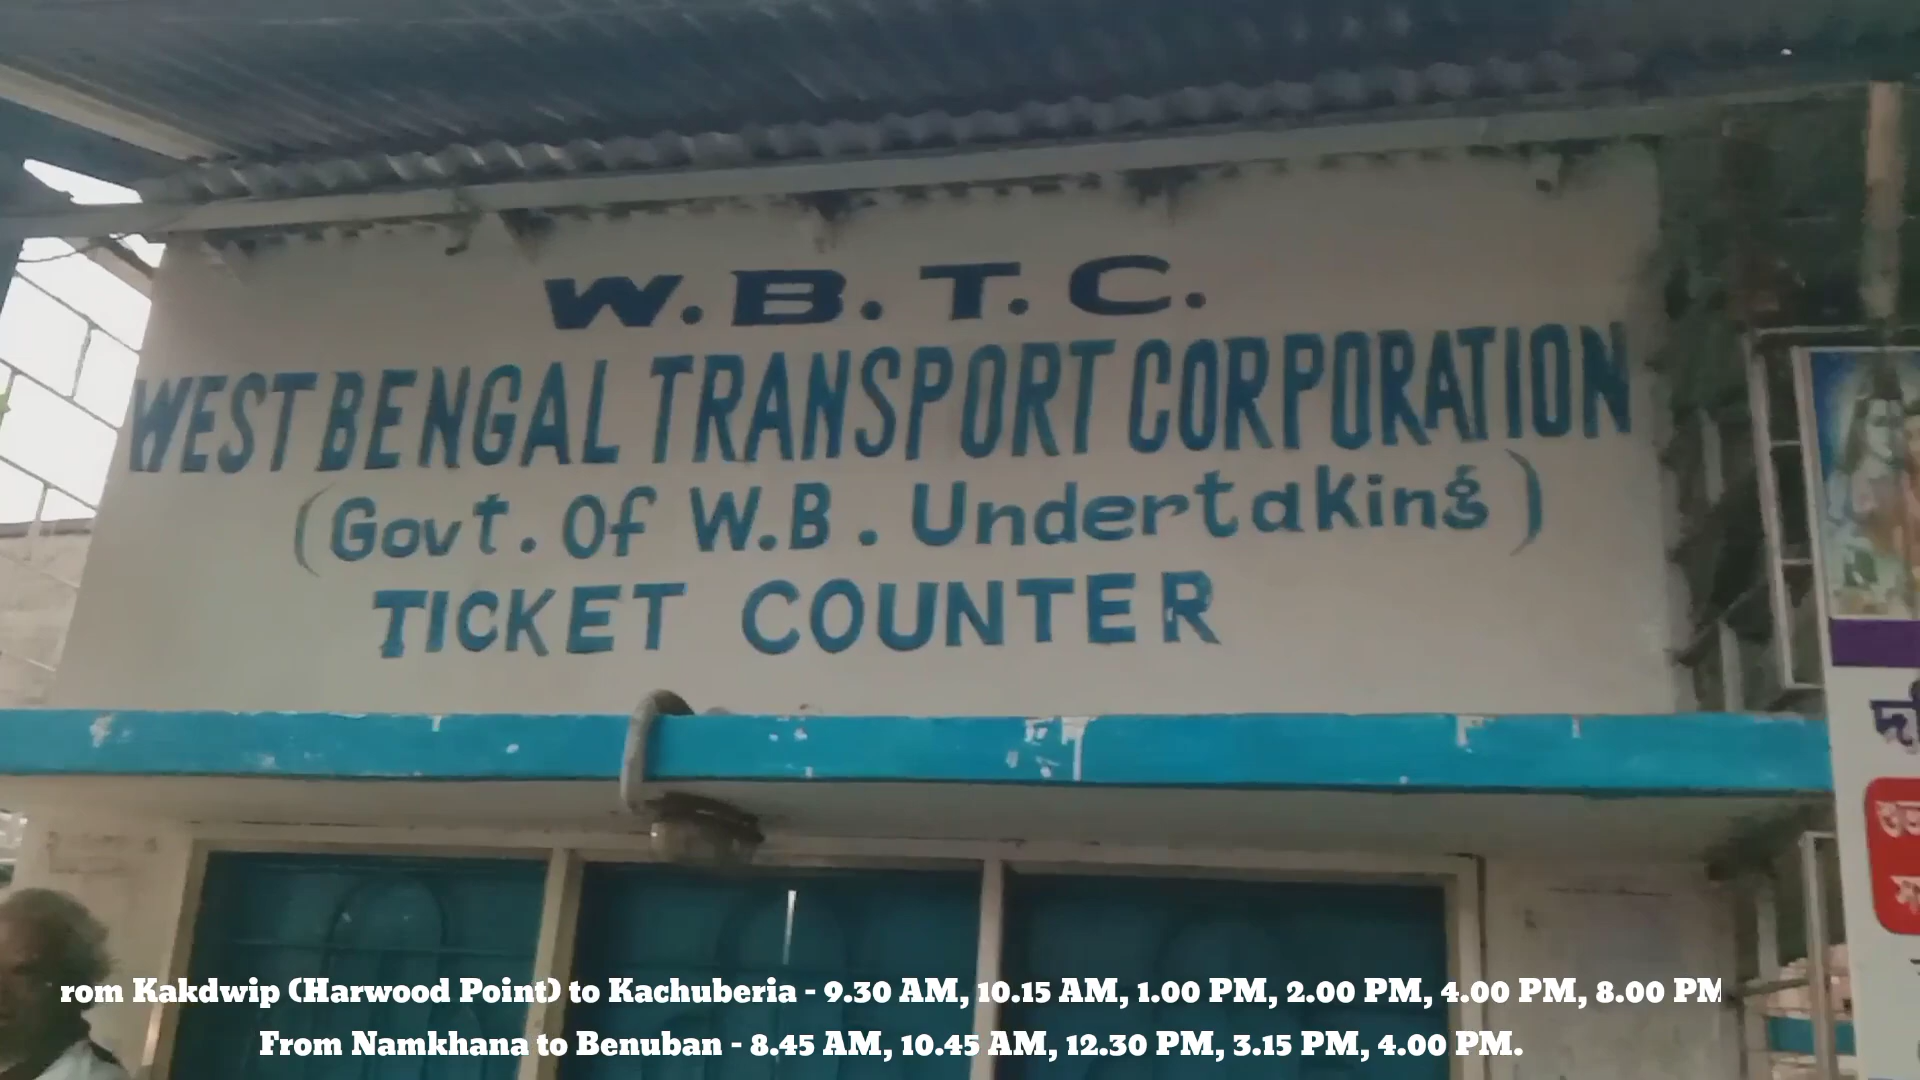 W.B.T.C.
WEST BENGAL TRANSPORT CORPORATION
(Govt. Of W.B. Undertaking)
TICKET COUNTER
rom Kakdwip (Harwood Point) to Kachuberia - 9.30 AM, 10.15 AM, 1.00 PM, 2.00 PM, 4.00 PM, 8.00 PM
From Namkhana to Benuban - 8.45 AM, 10.45 AM, 12.30 PM, 3.15 PM, 4.00 PM.